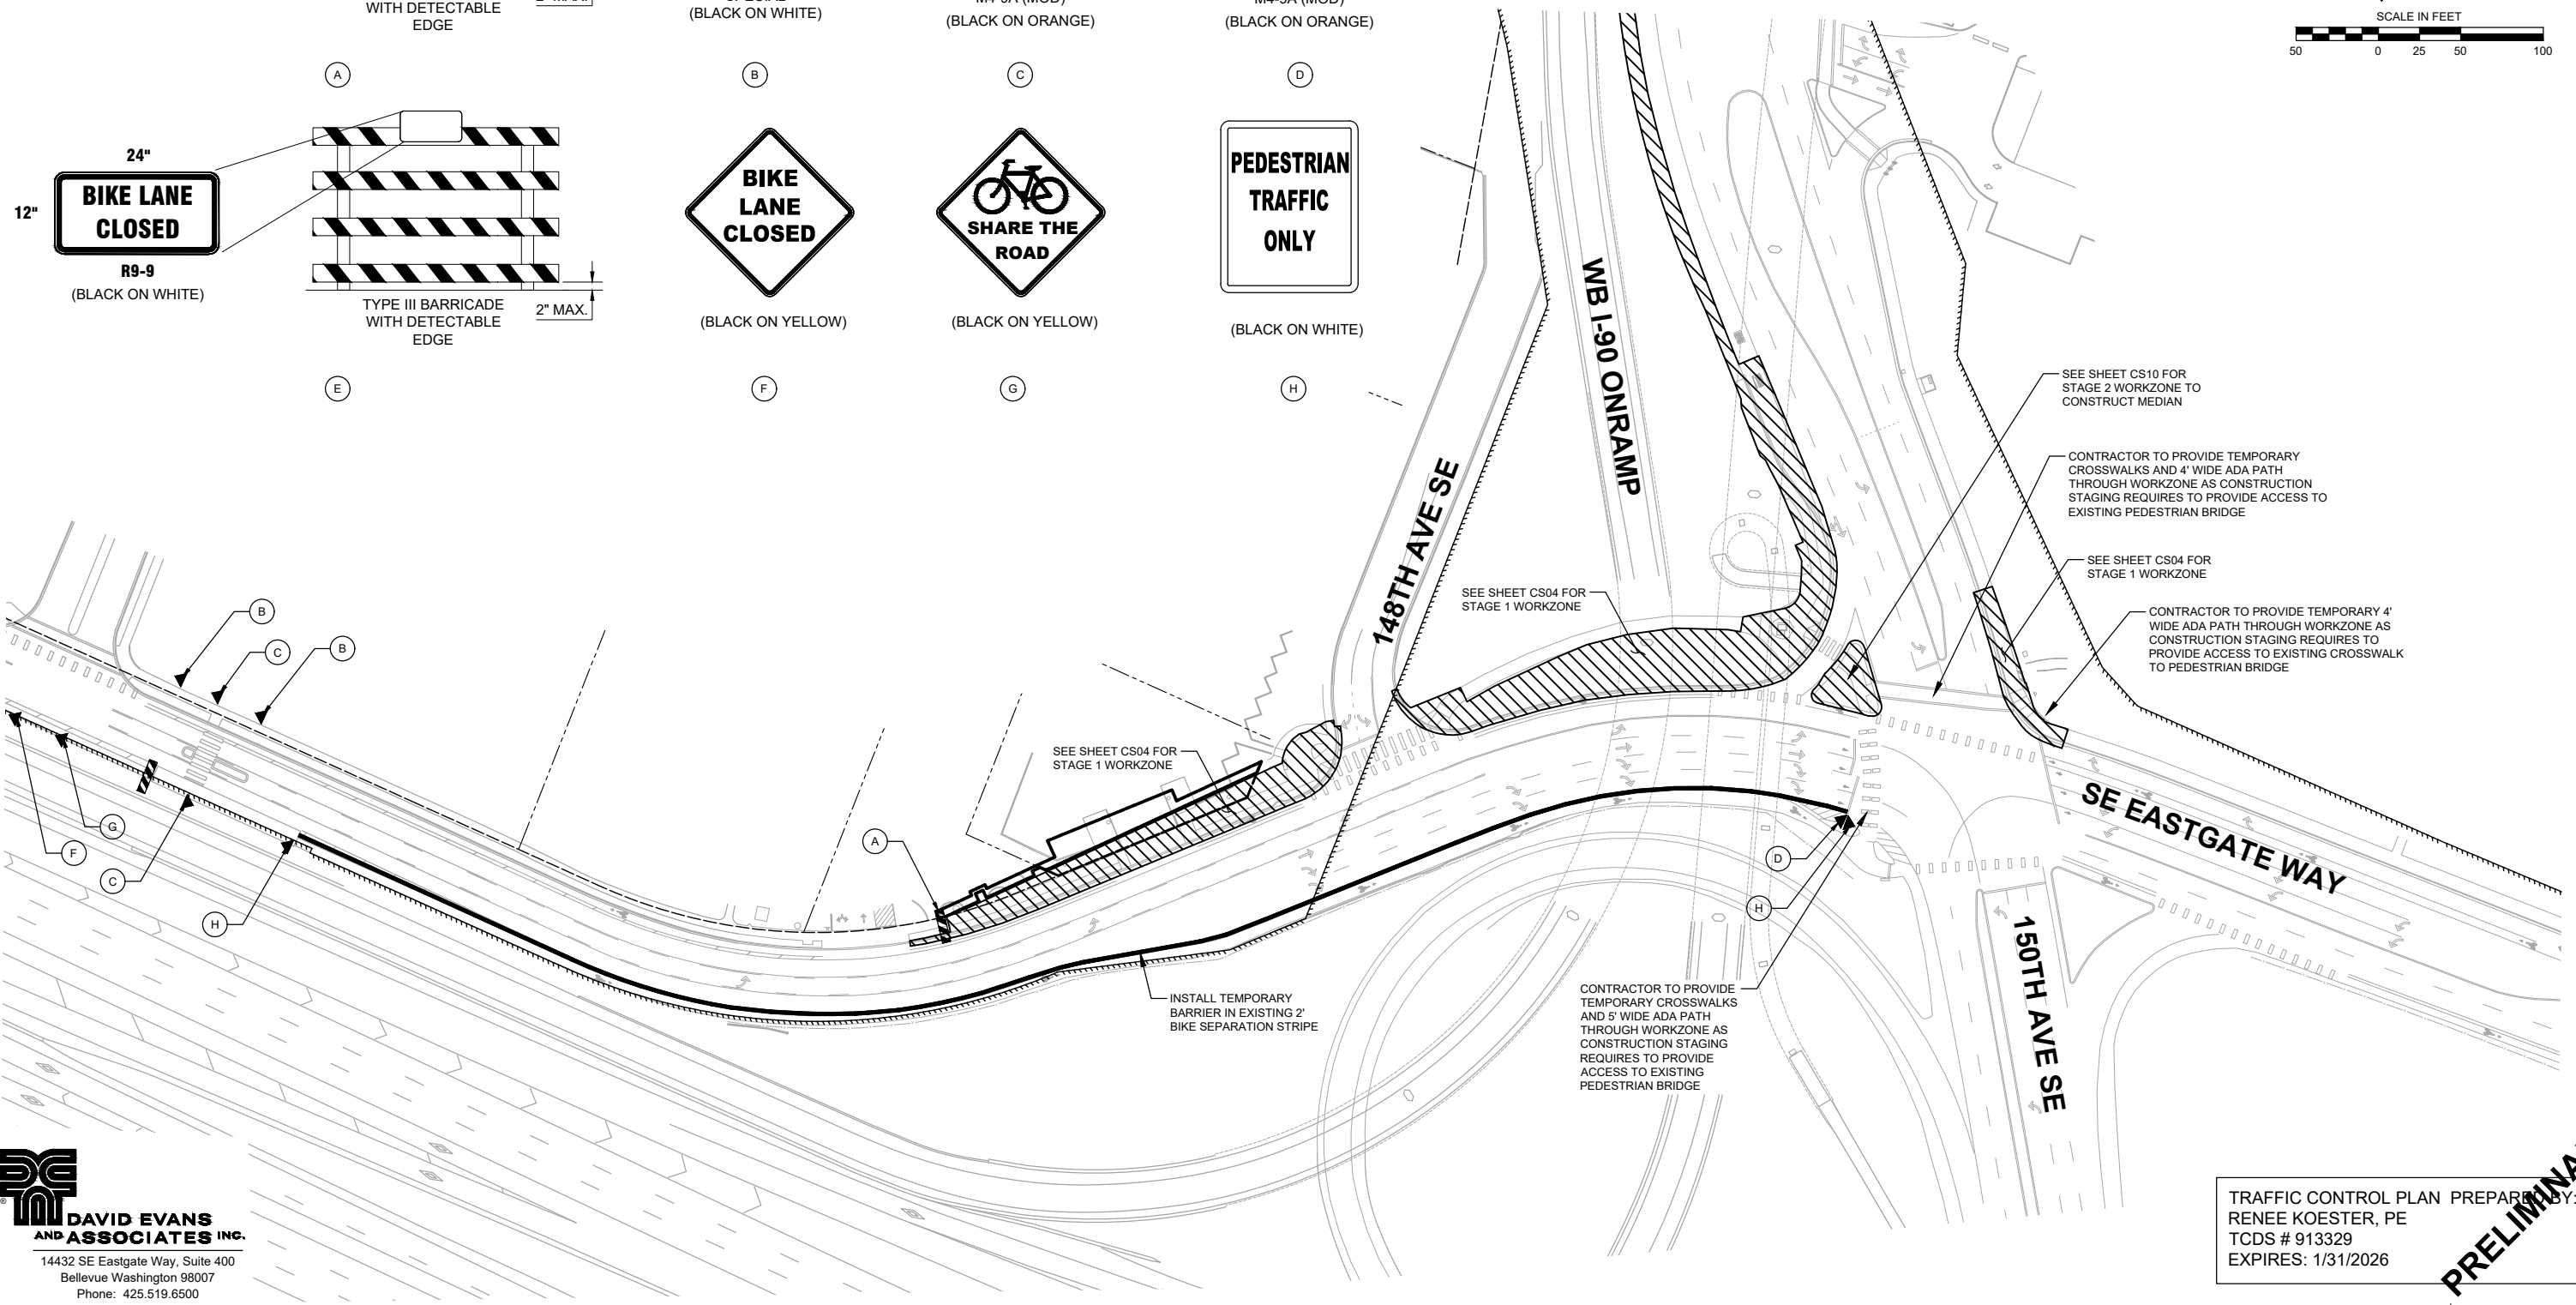 WITH DETECTABLE
EDGE
2" MAX.
SPECIAL
(BLACK ON WHITE)
M4-9A (MOD)
(BLACK ON ORANGE)
M4-9A (MOD)
(BLACK ON ORANGE)
SCALE IN FEET
50 0 25 50 100
A
B
C
D
24"
12"
BIKE LANE
CLOSED
R9-9
(BLACK ON WHITE)
TYPE III BARRICADE
WITH DETECTABLE
EDGE
2" MAX.
BIKE
LANE
CLOSED
(BLACK ON YELLOW)
SHARE THE
ROAD
(BLACK ON YELLOW)
PEDESTRIAN
TRAFFIC
ONLY
(BLACK ON WHITE)
E
F
G
H
WB I-90 ONRAMP
148TH AVE SE
SEE SHEET CS10 FOR
STAGE 2 WORKZONE TO
CONSTRUCT MEDIAN
CONTRACTOR TO PROVIDE TEMPORARY
CROSSWALKS AND 4' WIDE ADA PATH
THROUGH WORKZONE AS CONSTRUCTION
STAGING REQUIRES TO PROVIDE ACCESS TO
EXISTING PEDESTRIAN BRIDGE
SEE SHEET CS04 FOR
STAGE 1 WORKZONE
CONTRACTOR TO PROVIDE TEMPORARY 4'
WIDE ADA PATH THROUGH WORKZONE AS
CONSTRUCTION STAGING REQUIRES TO
PROVIDE ACCESS TO EXISTING CROSSWALK
TO PEDESTRIAN BRIDGE
SEE SHEET CS04 FOR
STAGE 1 WORKZONE
B
C
B
SEE SHEET CS04 FOR
STAGE 1 WORKZONE
A
G
F
C
H
D
H
SE EASTGATE WAY
150TH AVE SE
INSTALL TEMPORARY
BARRIER IN EXISTING 2'
BIKE SEPARATION STRIPE
CONTRACTOR TO PROVIDE
TEMPORARY CROSSWALKS
AND 5' WIDE ADA PATH
THROUGH WORKZONE AS
CONSTRUCTION STAGING
REQUIRES TO PROVIDE
ACCESS TO EXISTING
PEDESTRIAN BRIDGE
DAVID EVANS
AND ASSOCIATES INC.
14432 SE Eastgate Way, Suite 400
Bellevue Washington 98007
Phone: 425.519.6500
TRAFFIC CONTROL PLAN PREPARED BY:
RENEE KOESTER, PE
TCDS # 913329
EXPIRES: 1/31/2026
PRELIMINA